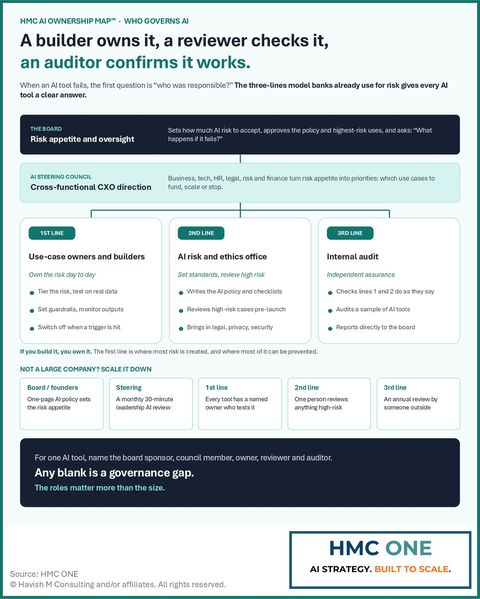 HMC AI OWNERSHIP MAP™ · WHO GOVERNS AI
A builder owns it, a reviewer checks it,
an auditor confirms it works.
When an AI tool fails, the first question is "who was responsible?" The three-lines model banks already use for risk gives every AI
tool a clear answer.
THE BOARD
Risk appetite and oversight
Sets how much AI risk to accept, approves the policy and highest-risk uses, and asks: "What
happens if it fails?"
AI STEERING COUNCIL
Cross-functional CXO direction
Business, tech, HR, legal, risk and finance turn risk appetite into priorities: which use cases to
fund, scale or stop.
1ST LINE
Use-case owners and builders
Own the risk day to day
Tier the risk, test on real data
Set guardrails, monitor outputs
Switch off when a trigger is hit
2ND LINE
AI risk and ethics office
Set standards, review high risk
Writes the AI policy and checklists
Reviews high-risk cases pre-launch
Brings in legal, privacy, security
3RD LINE
Internal audit
Independent assurance
Checks lines 1 and 2 do as they say
Audits a sample of AI tools
Reports directly to the board
If you build it, you own it. The first line is where most risk is created, and where most of it can be prevented.
NOT A LARGE COMPANY? SCALE IT DOWN
Board / founders
One-page AI policy sets
the risk appetite
Steering
A monthly 30-minute
leadership AI review
1st line
Every tool has a named
owner who tests it
2nd line
One person reviews
anything high-risk
3rd line
An annual review by
someone outside
For one AI tool, name the board sponsor, council member, owner, reviewer and auditor.
Any blank is a governance gap.
The roles matter more than the size.
HMC ONE
AI STRATEGY. BUILT TO SCALE.
Source: HMC ONE
© Havish M Consulting and/or affiliates. All rights reserved.